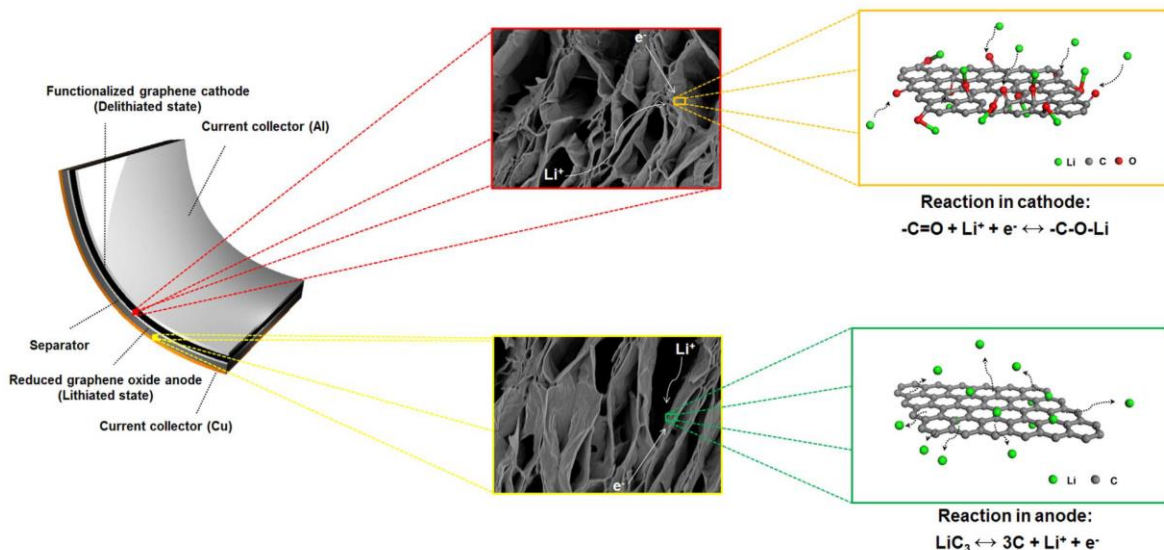 Functionalized graphene cathode
(Delithiated state)
Current collector (Al)
Separator
Reduced graphene oxide anode
(Lithiated state)
Current collector (Cu)
e-
Li⁺
Li C O
Reaction in cathode:
-C=O + Li⁺ + e⁻ ↔ -C-O-Li
Li⁺
e-
Li C
Reaction in anode:
LiC₃ ↔ 3C + Li⁺ + e⁻